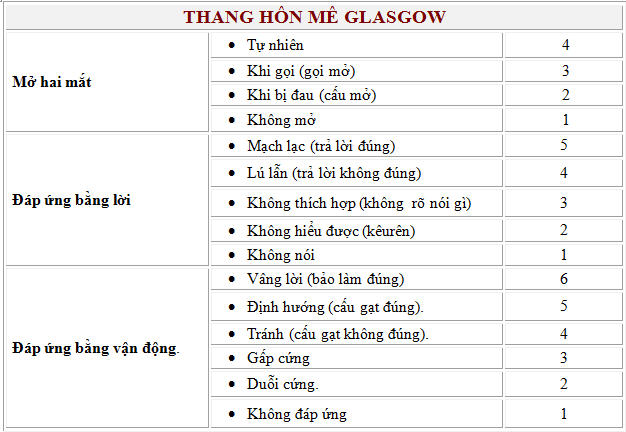 THANG HÔN MÊ GLASGOW
Mở hai mắt
• Tự nhiên 4
• Khi gọi (gọi mở) 3
• Khi bị đau (cấu mở) 2
• Không mở 1
Đáp ứng bằng lời
• Mạch lạc (trả lời đúng) 5
• Lú lẫn (trả lời không đúng) 4
• Không thích hợp (không rõ nói gì) 3
• Không hiểu được (kêurên) 2
• Không nói 1
Đáp ứng bằng vận động.
• Vâng lời (bảo làm đúng) 6
• Định hướng (cấu gạt đúng). 5
• Tránh (cấu gạt không đúng). 4
• Gấp cứng 3
• Duỗi cứng. 2
• Không đáp ứng 1